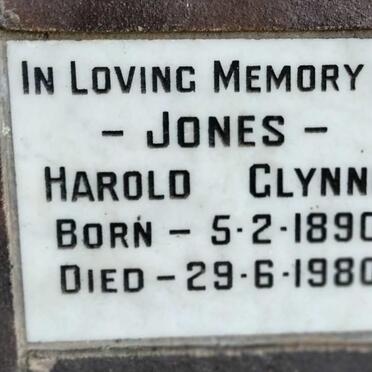 IN LOVING MEMORY
- JONES -
HAROLD GLYNN
BORN - 5·2·1890
DIED - 29·6·1980